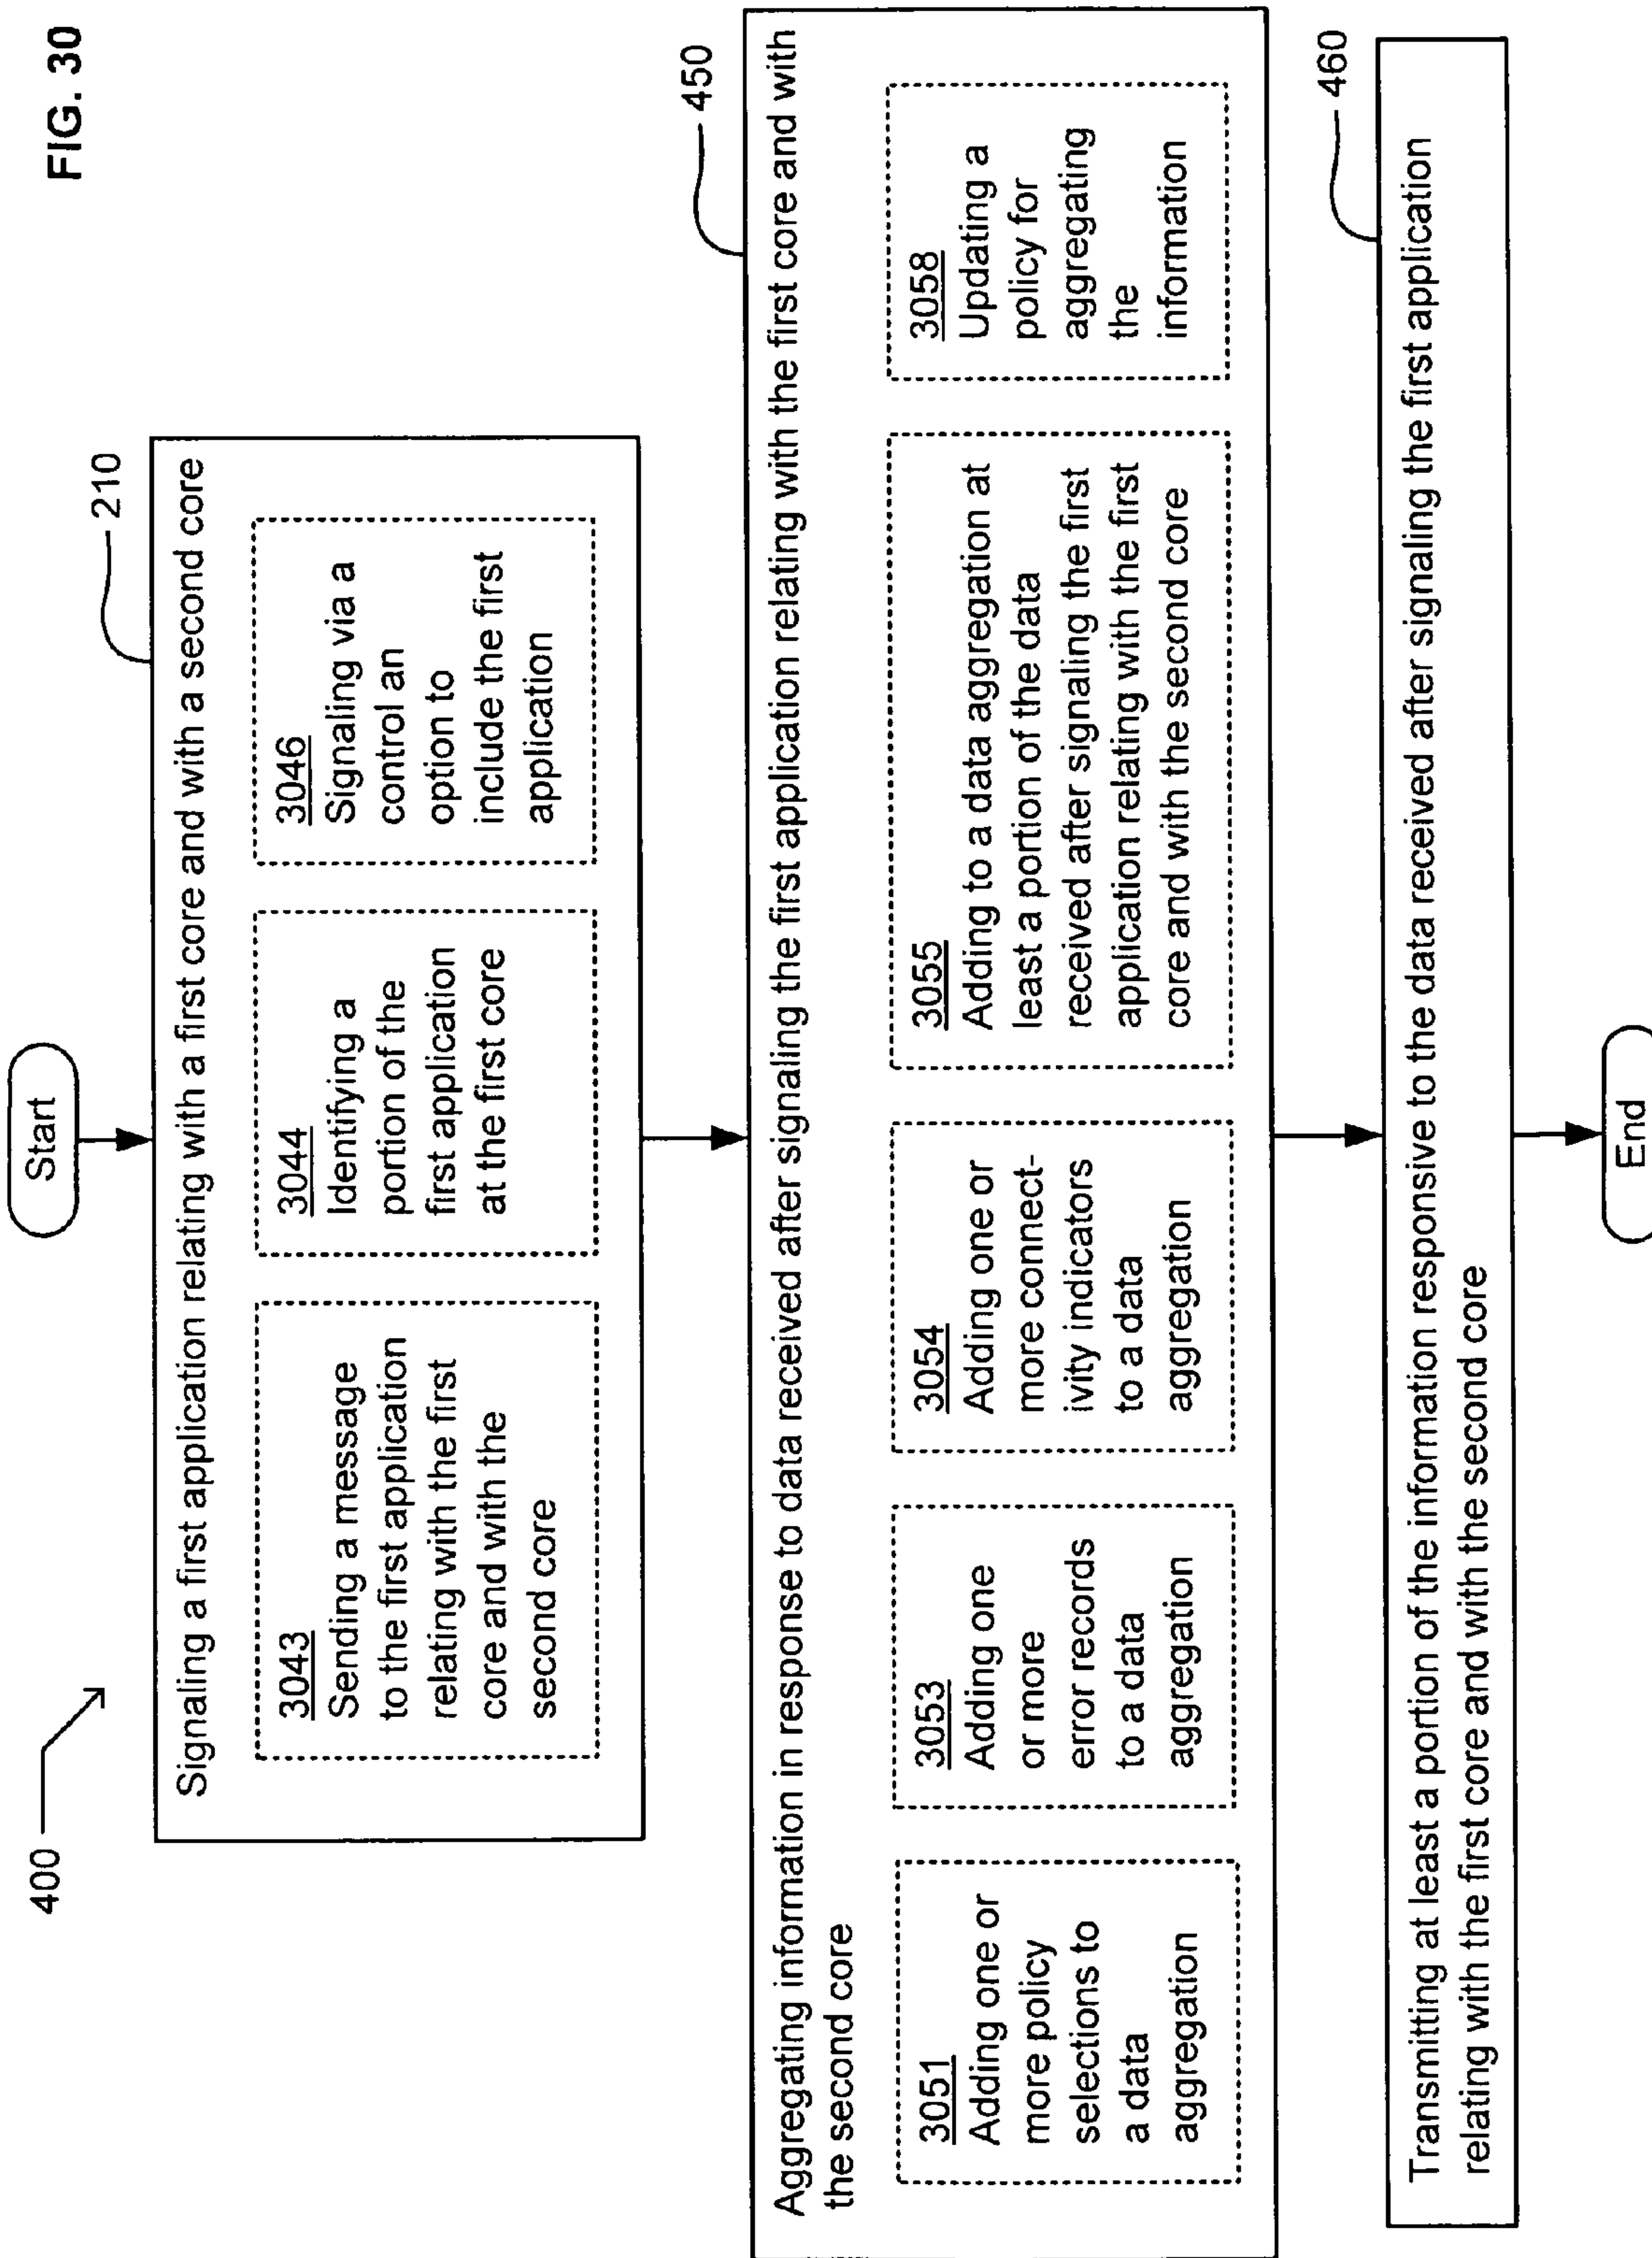 FIG. 30
400
Start
210
Signaling a first application relating with a first core and with a second core
3043
Sending a message
to the first application
relating with the first
core and with the
second core
3044
Identifying a
portion of the
first application
at the first core
3046
Signaling via a
control an
option to
include the first
application
450
Aggregating information in response to data received after signaling the first application relating with the first core and with
the second core
3051
Adding one or
more policy
selections to
a data
aggregation
3053
Adding one
or more
error records
to a data
aggregation
3054
Adding one or
more connect-
ivity indicators
to a data
aggregation
3055
Adding to a data aggregation at
least a portion of the data
received after signaling the first
application relating with the first
core and with the second core
3058
Updating a
policy for
aggregating
the
information
460
Transmitting at least a portion of the information responsive to the data received after signaling the first application
relating with the first core and with the second core
End